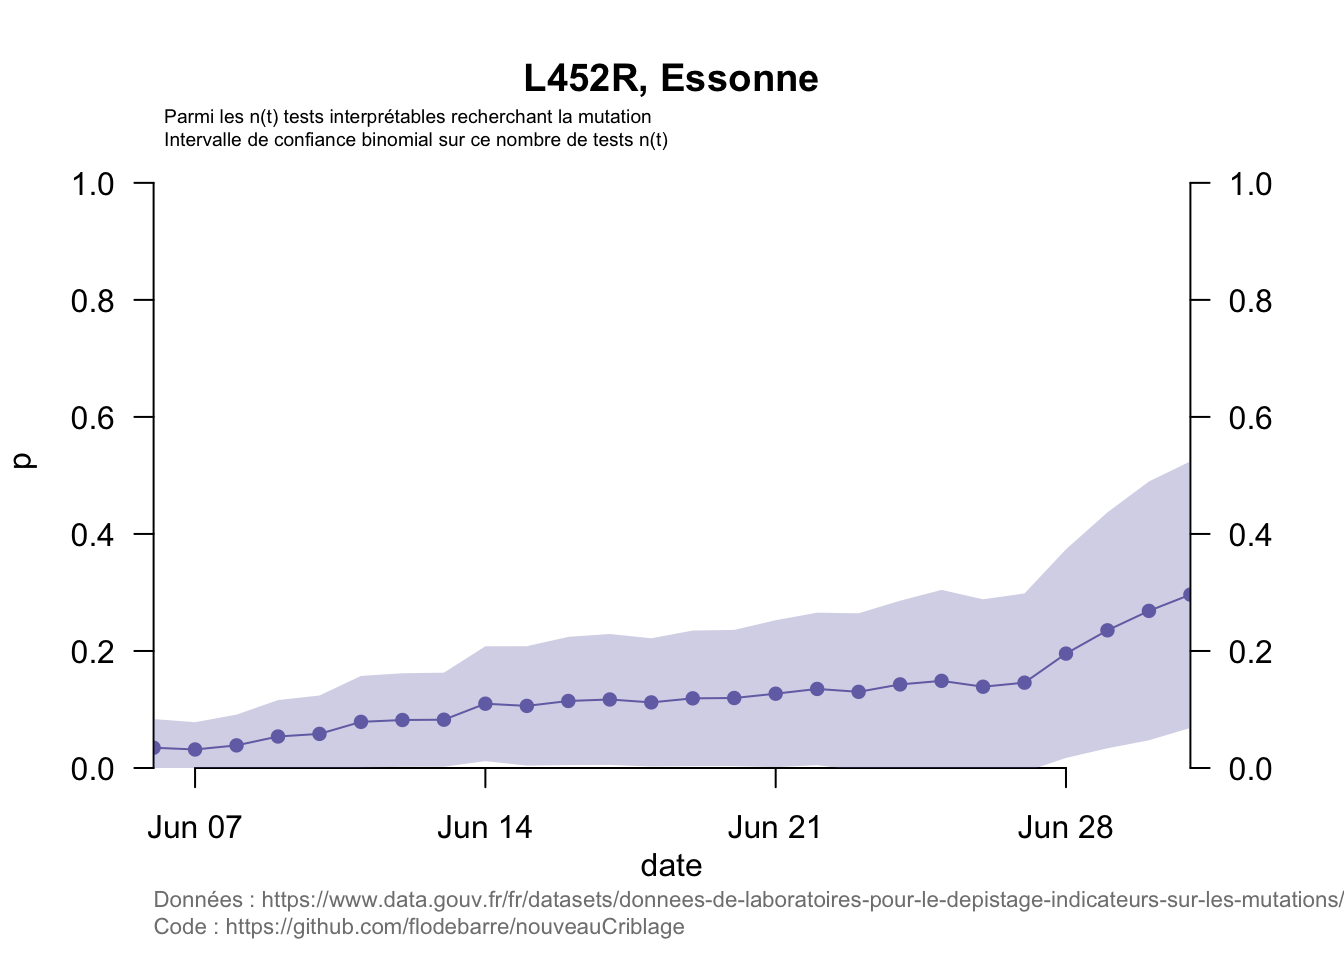 L452R, Essonne
Parmi les n(t) tests interprétables recherchant la mutation
Intervalle de confiance binomial sur ce nombre de tests n(t)
1.0
0.8
0.6
0.4
0.2
0.0
p
1.0
0.8
0.6
0.4
0.2
0.0
Jun 07
Jun 14
Jun 21
Jun 28
date
Données : https://www.data.gouv.fr/fr/datasets/donnees-de-laboratoires-pour-le-depistage-indicateurs-sur-les-mutations/
Code : https://github.com/flodebarre/nouveauCriblage